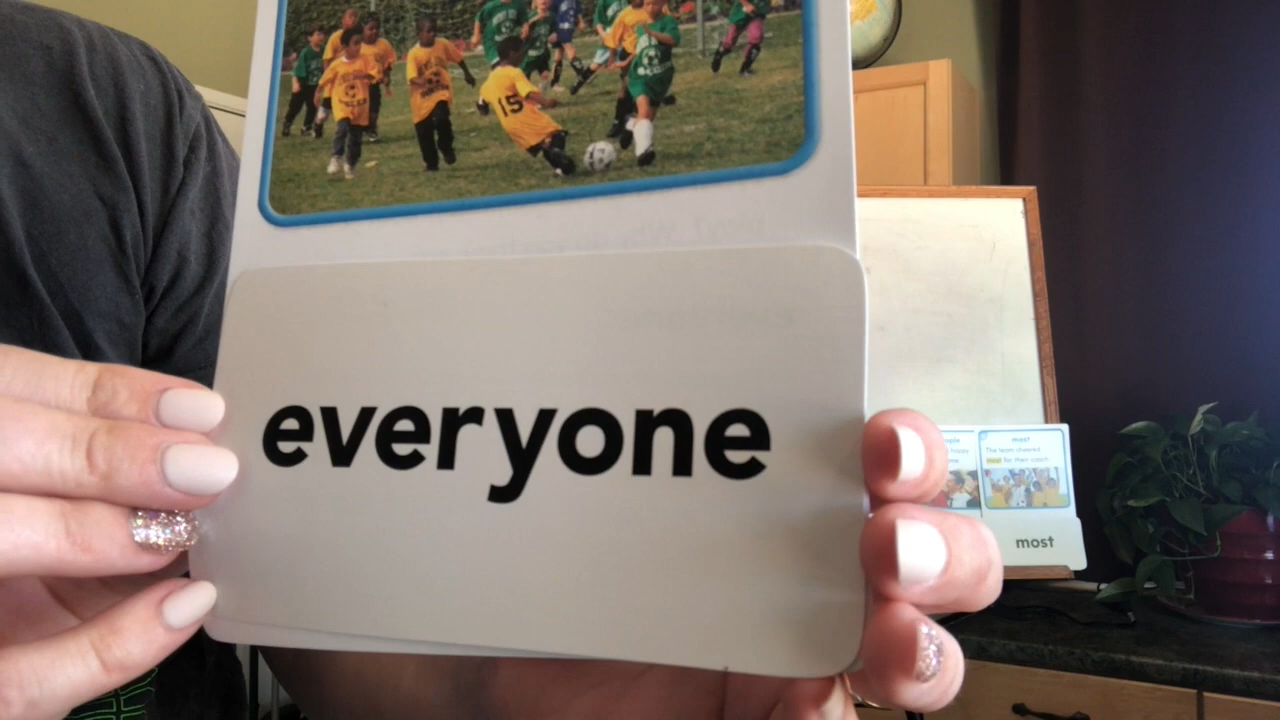 15
everyone
most
The team cheered
most for their coach.
most